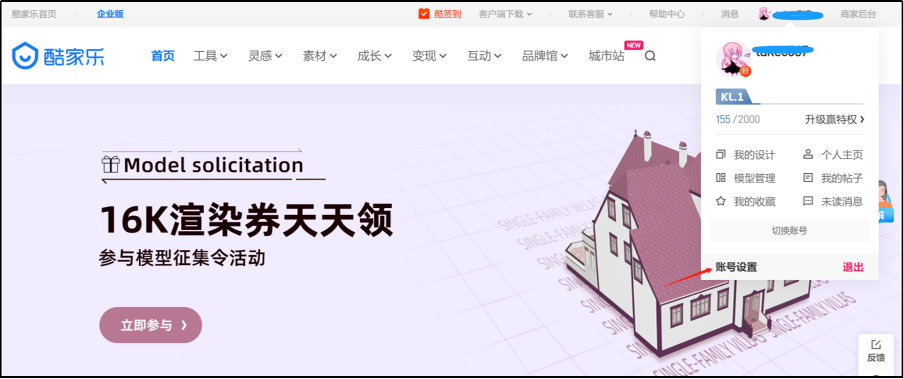 酷家乐首页 企业版 酷签到 客户端下载 联系客服 帮助中心 消息 商家后台
酷家乐 首页 工具 灵感 素材 成长 变现 互动 品牌馆 城市站 NEW
KL.1
155/2000 升级赢特权
我的设计 个人主页
模型管理 我的帖子
我的收藏 未读消息
切换账号
账号设置 退出
Model solicitation
16K渲染券天天领
参与模型征集令活动
立即参与
SINGLE-FAMILY VILLAS
反馈